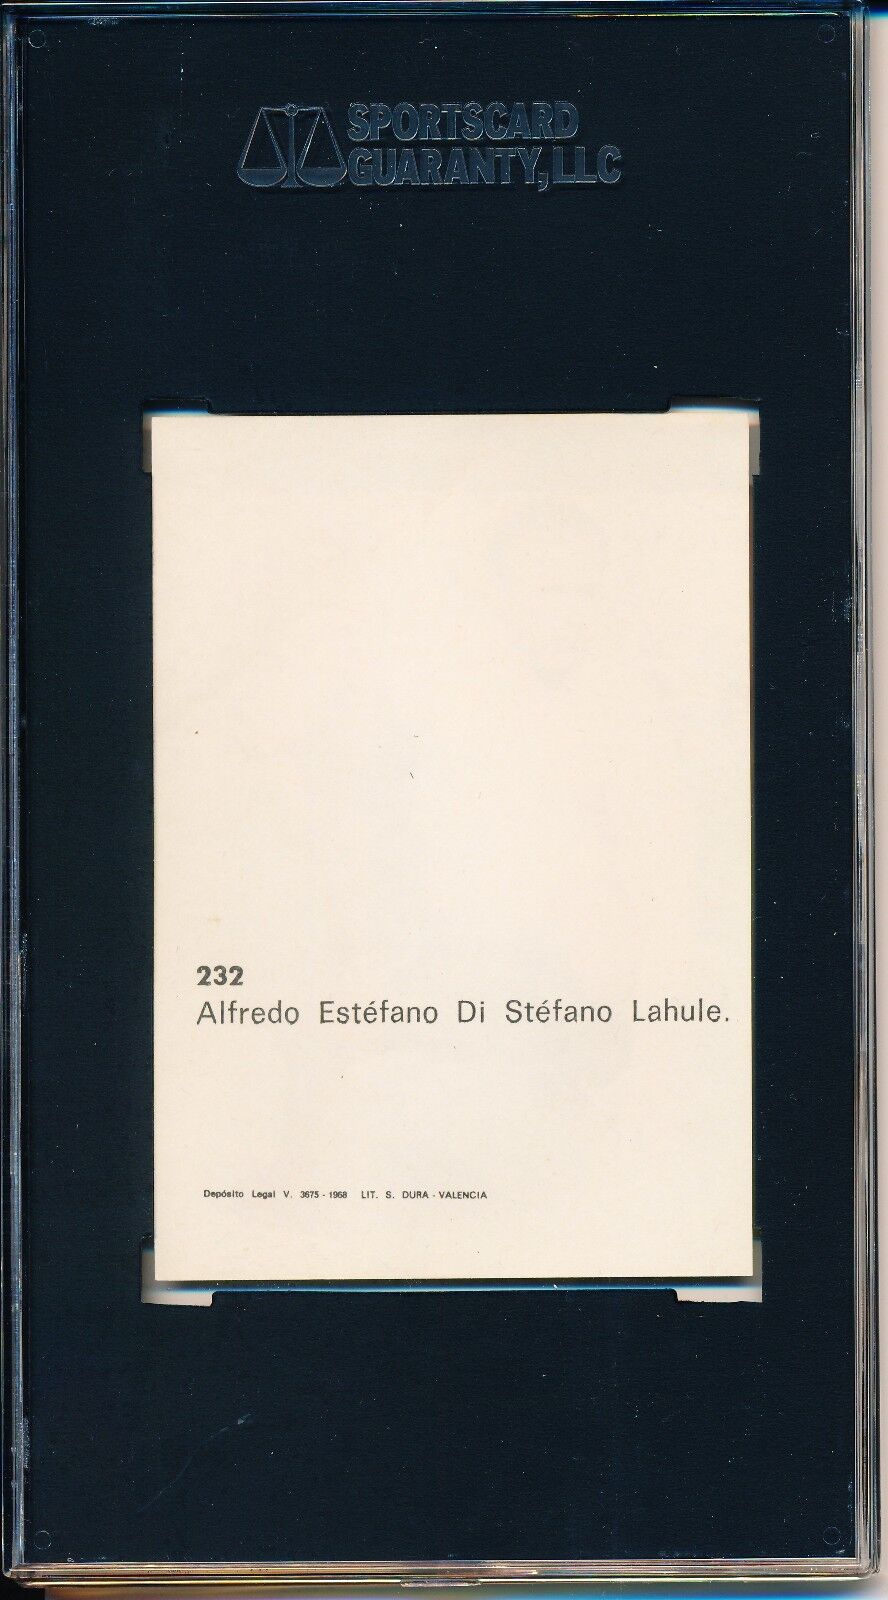 SPORTSCARD
GUARANTY, LLC
232
Alfredo Estéfano Di Stéfano Lahule.
Depósito Legal V. 3675 - 1968 LIT. S. DURA - VALENCIA